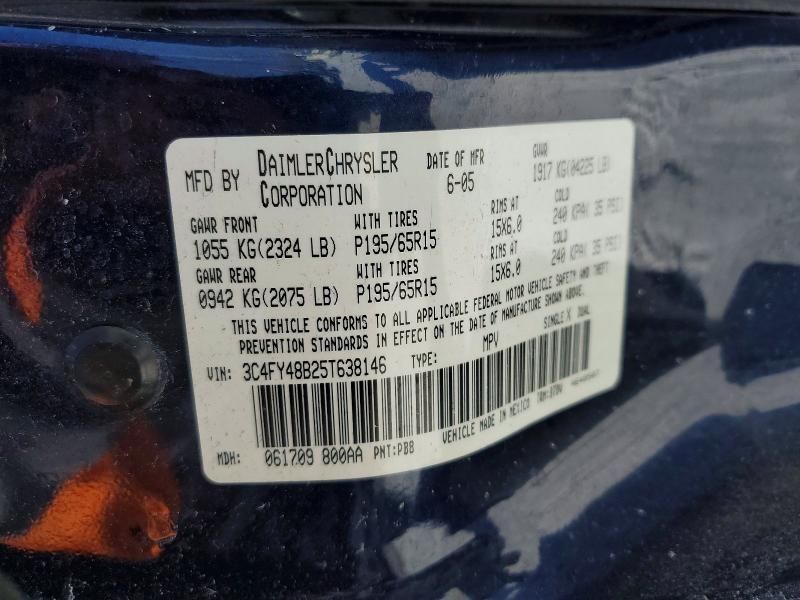 MFD BY DAIMLERCHRYSLER CORPORATION DATE OF MFR 6-05 GVWR 1917 KG(04225 LB)
GAWR FRONT WITH TIRES RIMS AT COLD
1055 KG(2324 LB) P195/65R15 15X6.0 240 KPA( 35 PSI)
GAWR REAR WITH TIRES RIMS AT COLD
0942 KG(2075 LB) P195/65R15 15X6.0 240 KPA( 35 PSI)
THIS VEHICLE CONFORMS TO ALL APPLICABLE FEDERAL MOTOR VEHICLE SAFETY AND THEFT
PREVENTION STANDARDS IN EFFECT ON THE DATE OF MANUFACTURE SHOWN ABOVE.
VIN: 3C4FY48B25T638146 TYPE: MPV SINGLE X DUAL
MDH: 061709 800AA PNT:PB8 VEHICLE MADE IN MEXICO